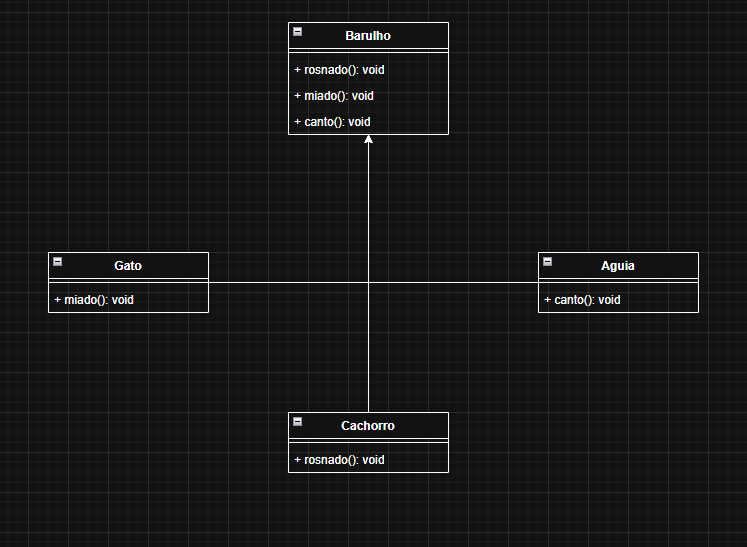 Barulho
+ rosnado(): void
+ miado(): void
+ canto(): void
Gato
+ miado(): void
Aguia
+ canto(): void
Cachorro
+ rosnado(): void